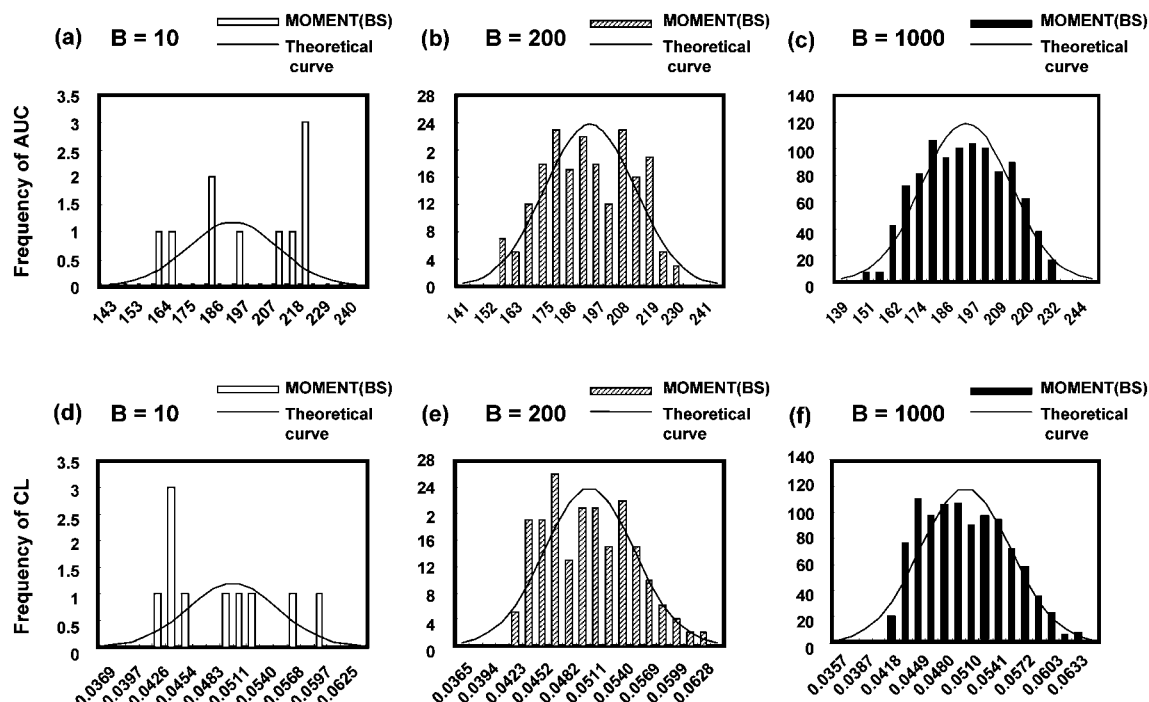 (a) B = 10 MOMENT(BS)
Theoretical
curve
(b) B = 200 MOMENT(BS)
Theoretical
curve
(c) B = 1000 MOMENT(BS)
Theoretical
curve
Frequency of AUC
3.5
3
2.5
2
1.5
1
0.5
0
143 153 164 175 186 197 207 218 229 240
28
24
2
16
12
8
4
0
141 152 163 175 186 197 208 219 230 241
140
120
100
80
60
40
20
0
139 151 162 174 186 197 209 220 232 244
(d) B = 10 MOMENT(BS)
Theoretical
curve
(e) B = 200 MOMENT(BS)
Theoretical
curve
(f) B = 1000 MOMENT(BS)
Theoretical
curve
Frequency of CL
3.5
3
2.5
2
1.5
1
0.5
0
0.0369 0.0397 0.0426 0.0454 0.0483 0.0511 0.0540 0.0568 0.0597 0.0625
28
24
2
16
12
8
4
0
0.0365 0.0394 0.0423 0.0452 0.0482 0.0511 0.0540 0.0569 0.0599 0.0628
140
120
100
80
60
40
20
0
0.0357 0.0387 0.0418 0.0449 0.0480 0.0510 0.0541 0.0572 0.0603 0.0633